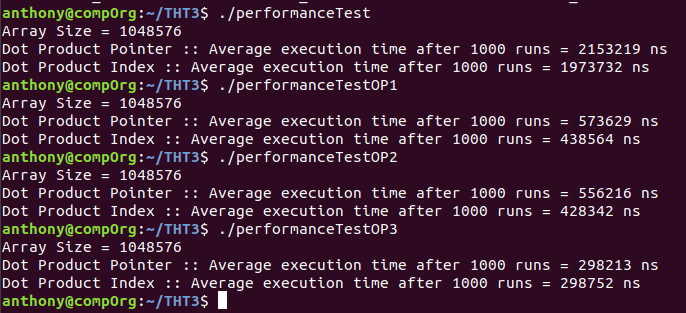 anthony@compOrg:~/THT3$ ./performanceTest
Array Size = 1048576
Dot Product Pointer :: Average execution time after 1000 runs = 2153219 ns
Dot Product Index :: Average execution time after 1000 runs = 1973732 ns
anthony@compOrg:~/THT3$ ./performanceTestOP1
Array Size = 1048576
Dot Product Pointer :: Average execution time after 1000 runs = 573629 ns
Dot Product Index :: Average execution time after 1000 runs = 438564 ns
anthony@compOrg:~/THT3$ ./performanceTestOP2
Array Size = 1048576
Dot Product Pointer :: Average execution time after 1000 runs = 556216 ns
Dot Product Index :: Average execution time after 1000 runs = 428342 ns
anthony@compOrg:~/THT3$ ./performanceTestOP3
Array Size = 1048576
Dot Product Pointer :: Average execution time after 1000 runs = 298213 ns
Dot Product Index :: Average execution time after 1000 runs = 298752 ns
anthony@compOrg:~/THT3$